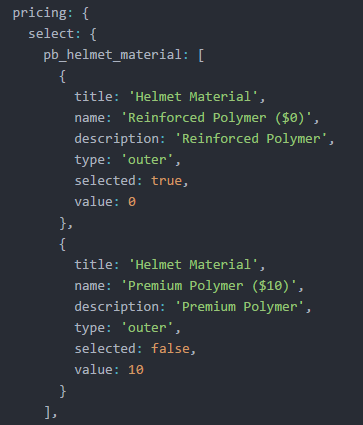 pricing: {
select: {
pb_helmet_material: [
{
title: 'Helmet Material',
name: 'Reinforced Polymer ($0)',
description: 'Reinforced Polymer',
type: 'outer',
selected: true,
value: 0
},
{
title: 'Helmet Material',
name: 'Premium Polymer ($10)',
description: 'Premium Polymer',
type: 'outer',
selected: false,
value: 10
}
],